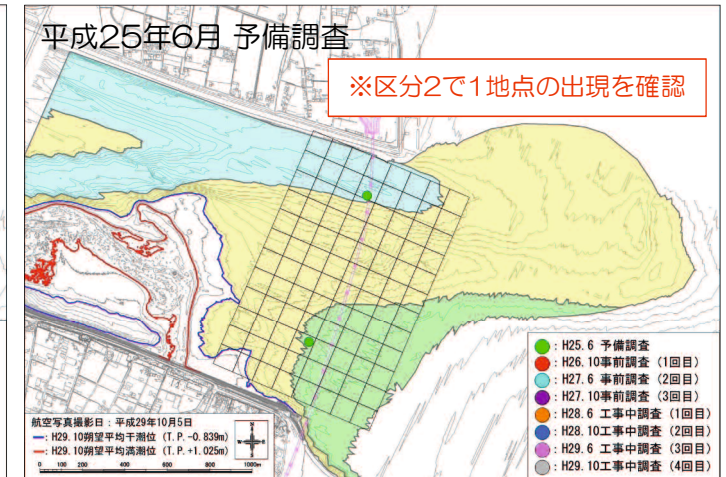 平成25年6月 予備調査
※区分2で1地点の出現を確認
:H25.6 予備調査
:H26.10事前調査（1回目）
:H27.6 事前調査（2回目）
:H27.10事前調査（3回目）
:H28.6 工事中調査（1回目）
:H28.10工事中調査（2回目）
:H29.6 工事中調査（3回目）
:H29.10工事中調査（4回目）
航空写真撮影日：平成29年10月5日
: H29.10朔望平均干潮位（T.P.-0.839m）
: H29.10朔望平均満潮位（T.P.+1.025m）
N
W E
S
0 100 200 400 600 800 1000m